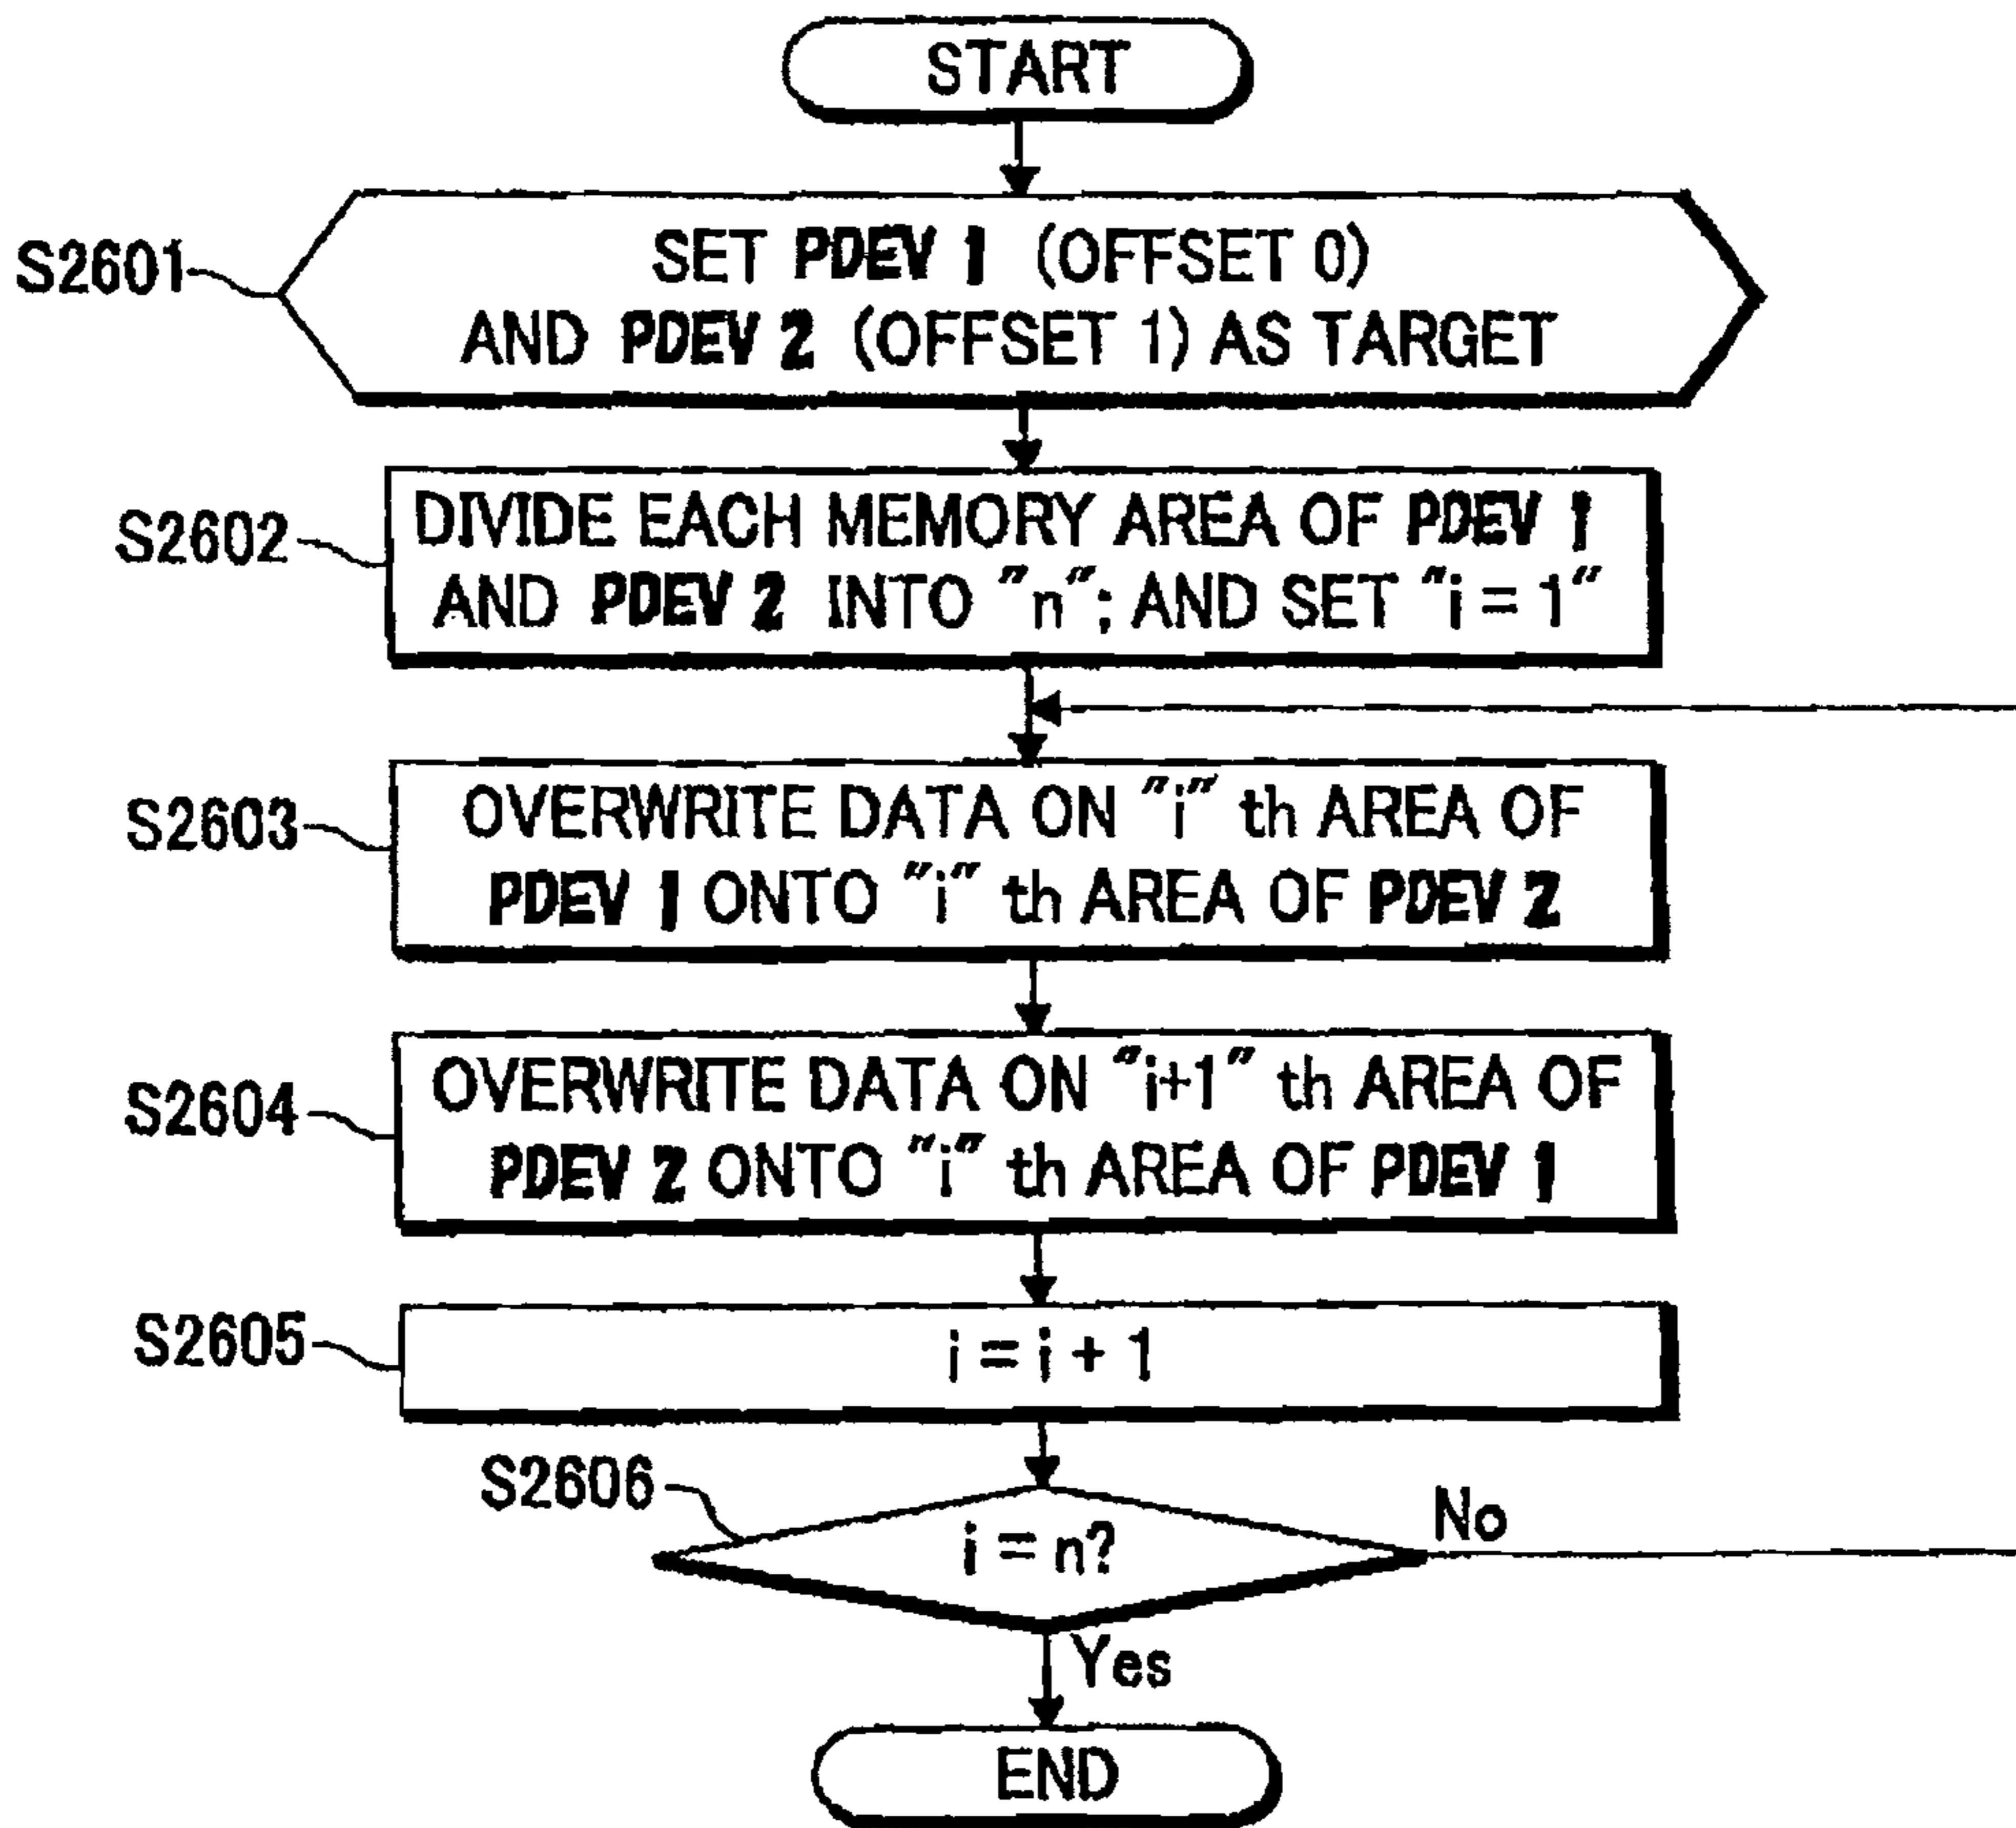 START
S2601
SET PDEV 1 (OFFSET 0)
AND PDEV 2 (OFFSET 1) AS TARGET
S2602
DIVIDE EACH MEMORY AREA OF PDEV 1
AND PDEV 2 INTO "n"; AND SET "i = 1"
S2603
OVERWRITE DATA ON "i" th AREA OF
PDEV 1 ONTO "i" th AREA OF PDEV 2
S2604
OVERWRITE DATA ON "i+1" th AREA OF
PDEV 2 ONTO "i" th AREA OF PDEV 1
S2605
i = i + 1
S2606
i = n?
No
Yes
END